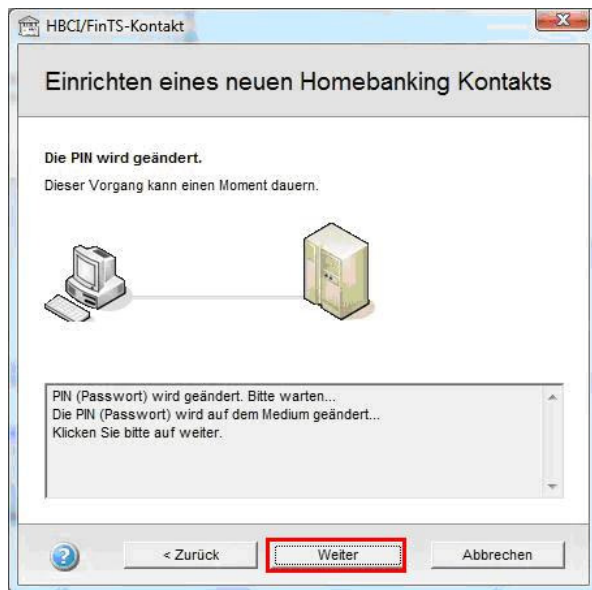 HBCI/FinTS-Kontakt
Einrichten eines neuen Homebanking Kontakts
Die PIN wird geändert.
Dieser Vorgang kann einen Moment dauern.
PIN (Passwort) wird geändert. Bitte warten...
Die PIN (Passwort) wird auf dem Medium geändert...
Klicken Sie bitte auf weiter.
< Zurück
Weiter
Abbrechen